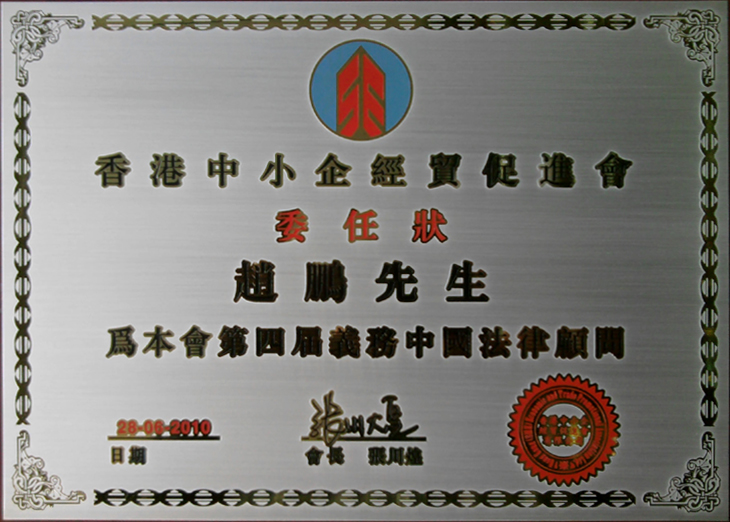 香港中小企經貿促進會
委任狀
趙鵬先生
爲本會第四届義務中國法律顧問
28-06-2010
日期
會長 張川煌